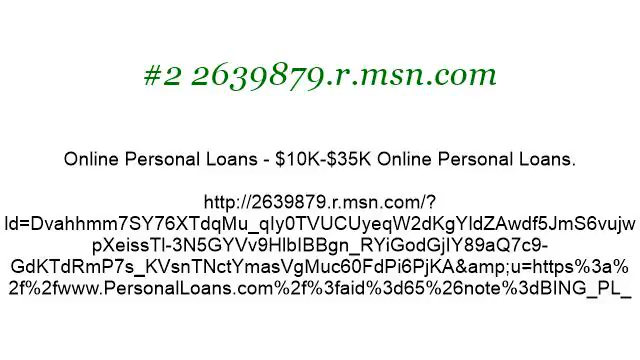 #2 2639879.r.msn.com
Online Personal Loans - $10K-$35K Online Personal Loans.
http://2639879.r.msn.com/?
ld=Dvahhmm7SY76XTdqMu_qIy0TVUCUyeqW2dKgYldZAwdf5JmS6vujw
pXeissTl-3N5GYVv9HlbIBBgn_RYiGodGjIY89aQ7c9-
GdKTdRmP7s_KVsnTNctYmasVgMuc60FdPi6PjKA&amp;u=https%3a%
2f%2fwww.PersonalLoans.com%2f%3faid%3d65%26note%3dBING_PL_